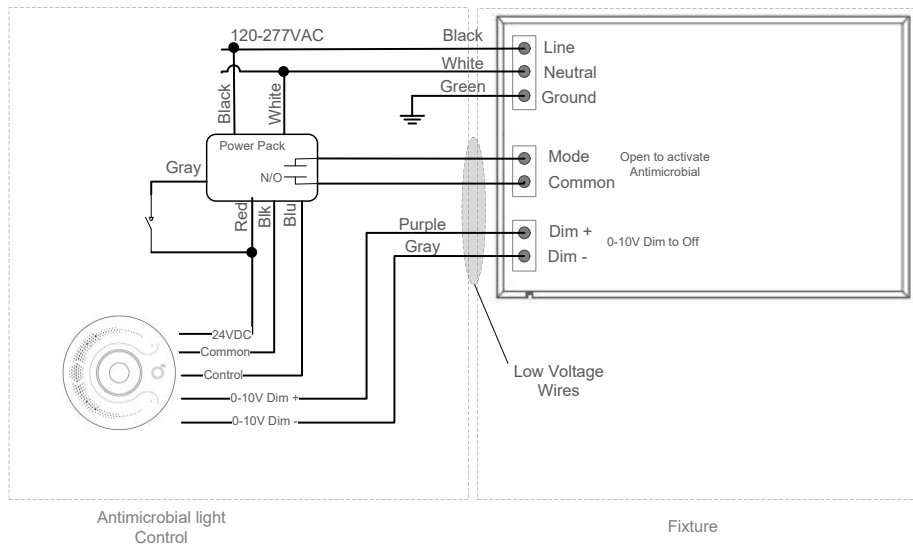 120-277VAC
Black
Line
White
Neutral
Green
Ground
Black
White
Power Pack
N/O
Gray
Mode
Common
Open to activate
Antimicrobial
Red
Blk
Blu
Purple
Gray
Dim +
Dim -
0-10V Dim to Off
24VDC
Common
Control
0-10V Dim +
0-10V Dim -
Low Voltage
Wires
Antimicrobial light
Control
Fixture